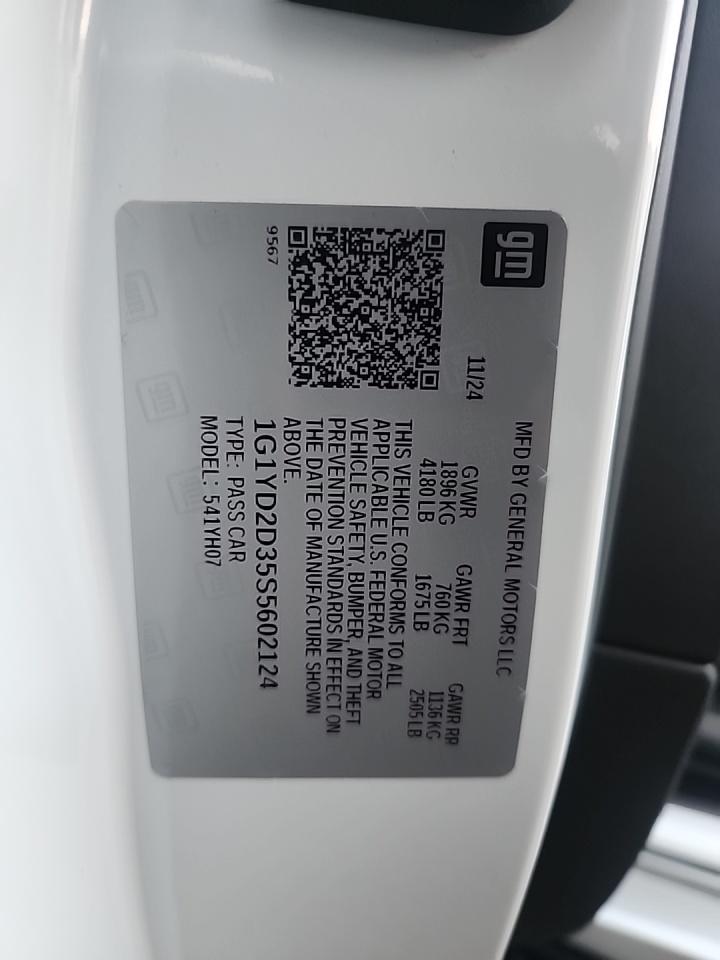 gm
MFD BY GENERAL MOTORS LLC
11/24
GVWR GAWR FRT GAWR RR
1896 KG 760 KG 1136 KG
4180 LB 1675 LB 2505 LB
THIS VEHICLE CONFORMS TO ALL
APPLICABLE U.S. FEDERAL MOTOR
VEHICLE SAFETY, BUMPER, AND THEFT
PREVENTION STANDARDS IN EFFECT ON
THE DATE OF MANUFACTURE SHOWN
ABOVE.
1G1YD2D35S5602124
TYPE: PASS CAR
MODEL: 541YH07
9567